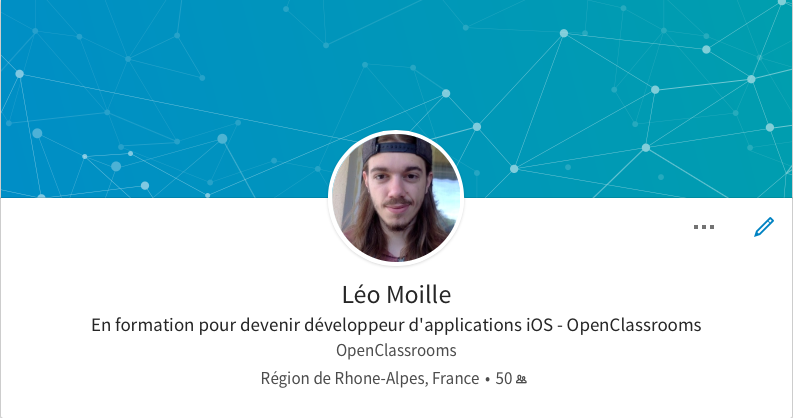 Léo Moille
En formation pour devenir développeur d'applications iOS - OpenClassrooms
OpenClassrooms
Région de Rhone-Alpes, France • 50